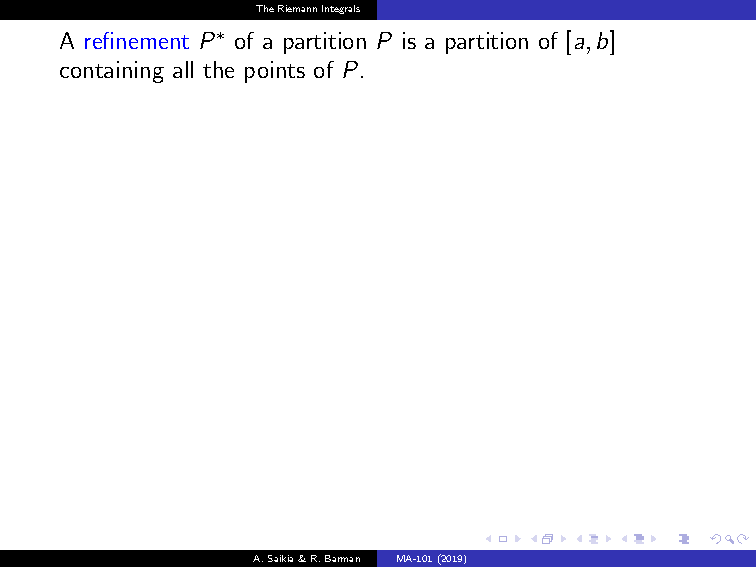 The Riemann Integrals
A refinement P* of a partition P is a partition of [a, b]
containing all the points of P.
A. Saikia & R. Barman MA-101 (2019)